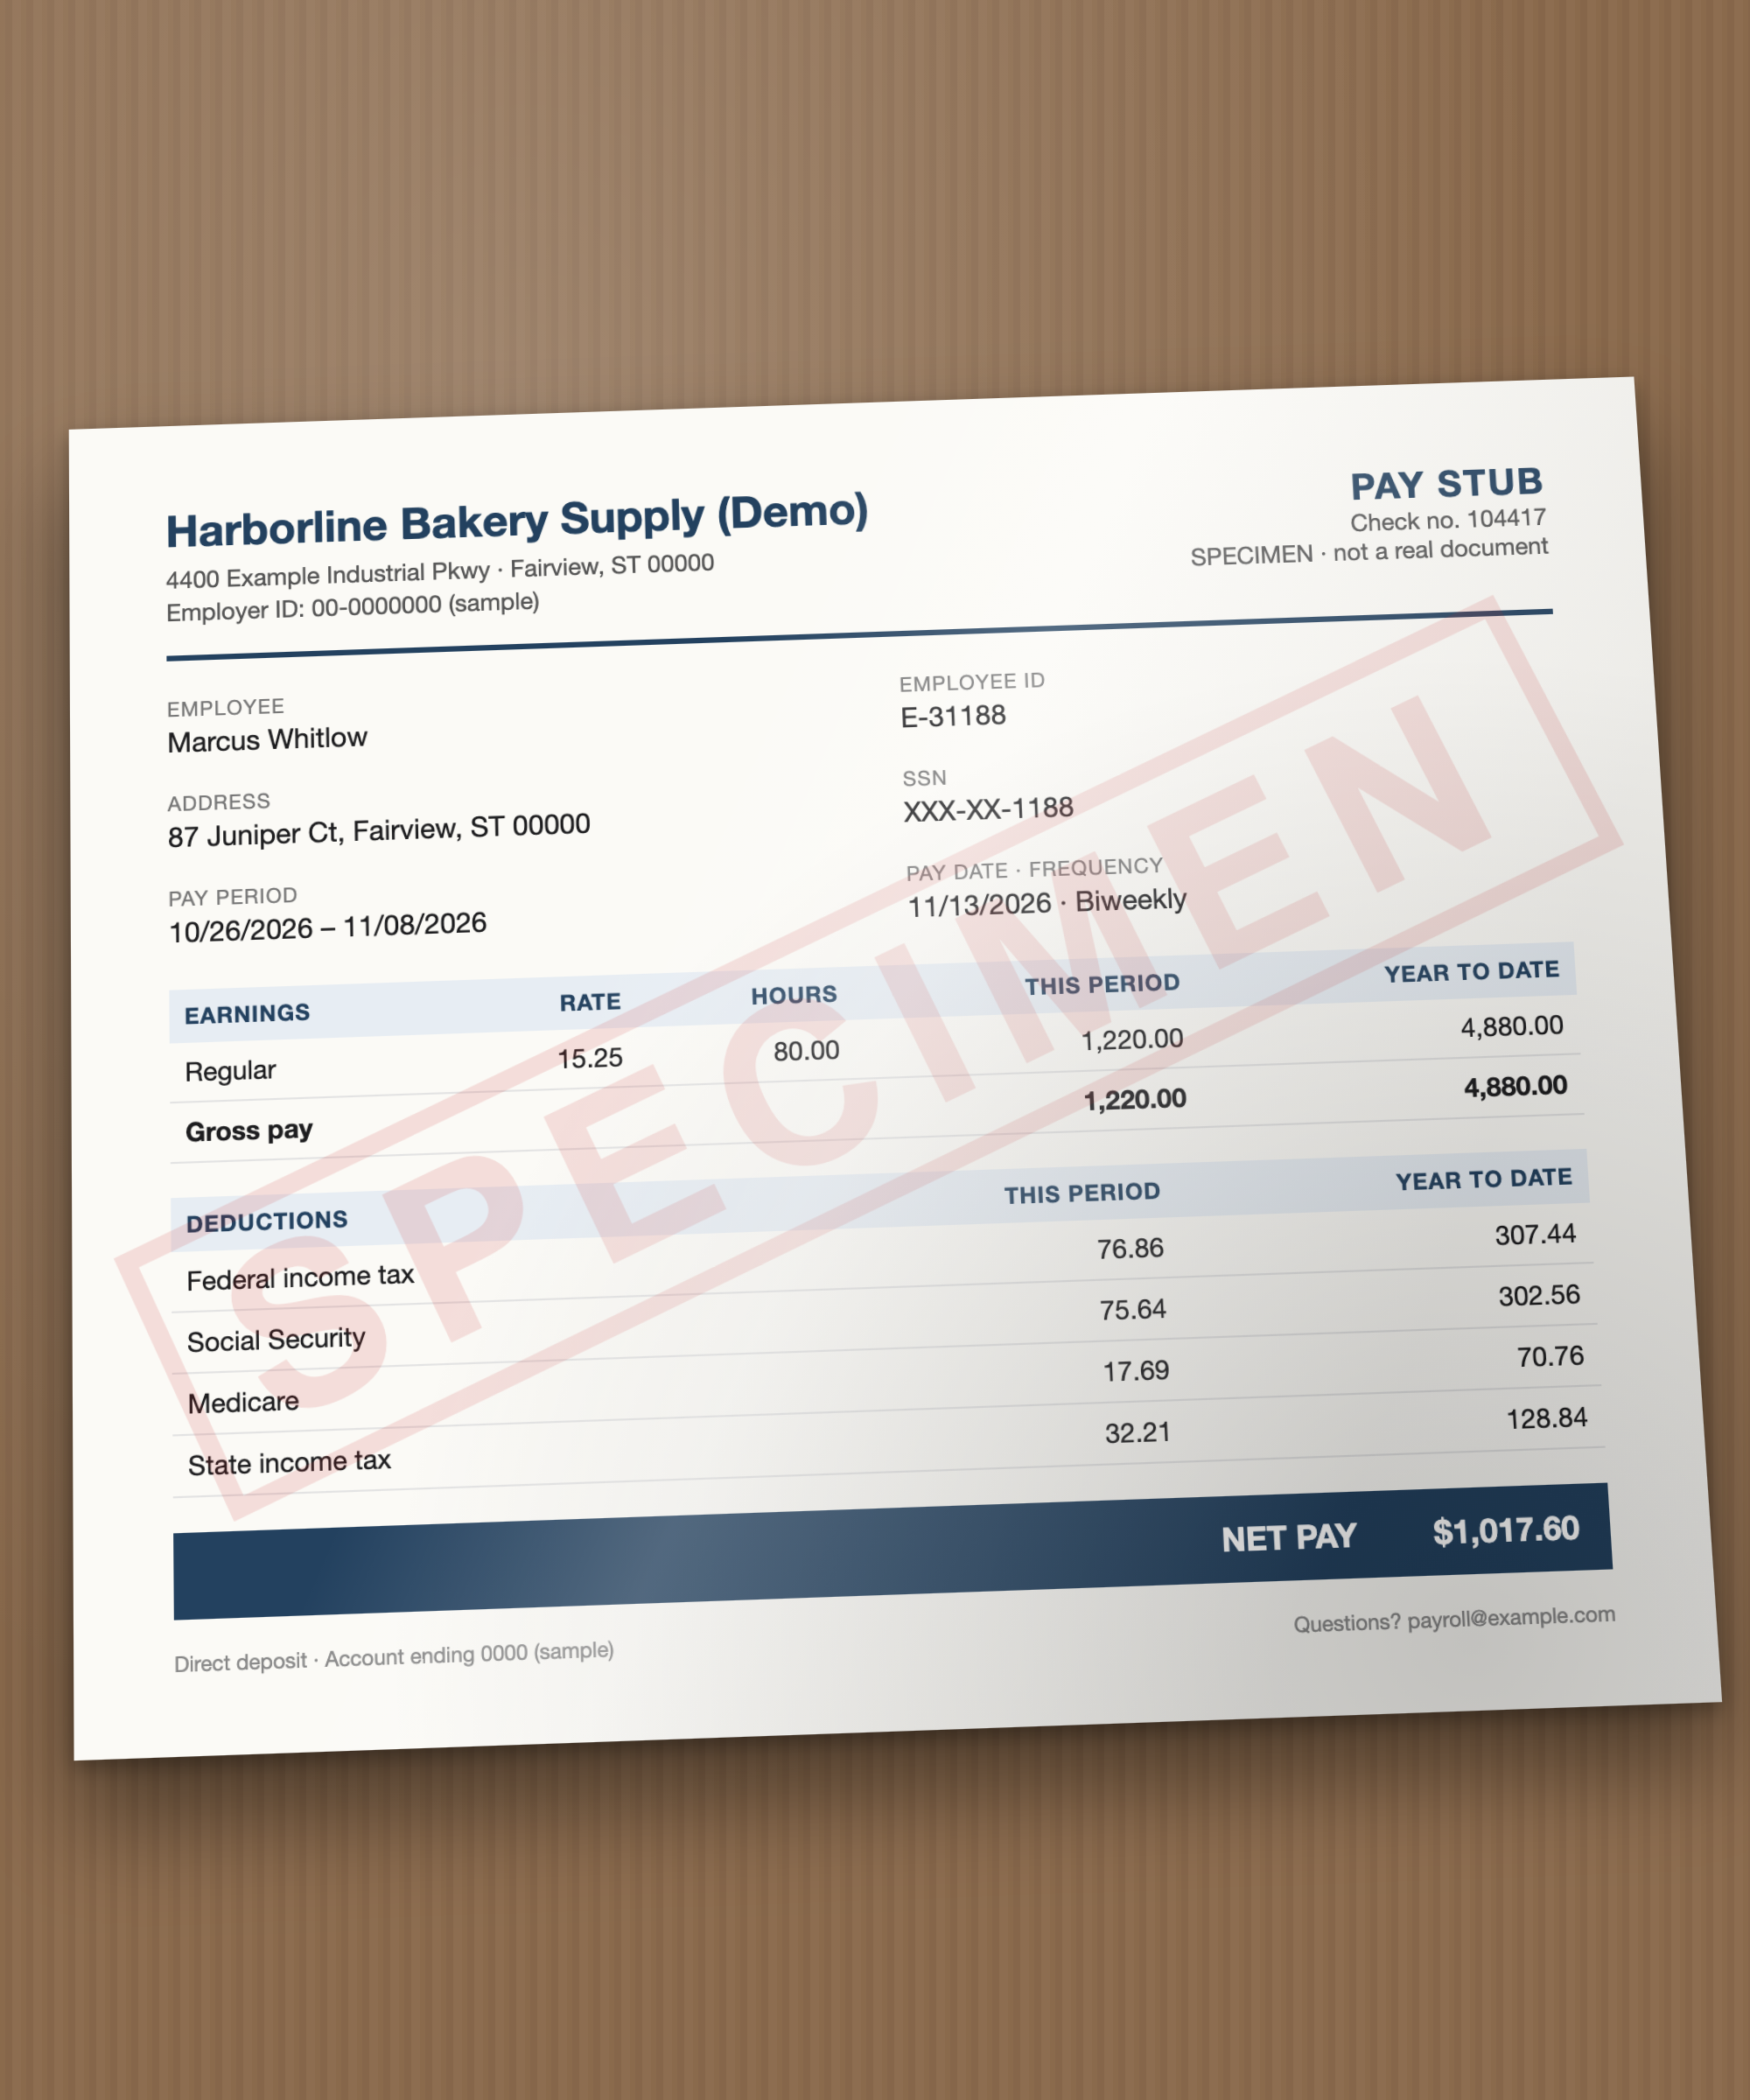 Harborline Bakery Supply (Demo)
4400 Example Industrial Pkwy · Fairview, ST 00000
Employer ID: 00-0000000 (sample)
PAY STUB
Check no. 104417
SPECIMEN · not a real document
EMPLOYEE
Marcus Whitlow
EMPLOYEE ID
E-31188
ADDRESS
87 Juniper Ct, Fairview, ST 00000
SSN
XXX-XX-1188
PAY PERIOD
10/26/2026 – 11/08/2026
PAY DATE · FREQUENCY
11/13/2026 · Biweekly
EARNINGS RATE HOURS THIS PERIOD YEAR TO DATE
Regular 15.25 80.00 1,220.00 4,880.00
Gross pay 1,220.00 4,880.00
DEDUCTIONS THIS PERIOD YEAR TO DATE
Federal income tax 76.86 307.44
Social Security 75.64 302.56
Medicare 17.69 70.76
State income tax 32.21 128.84
NET PAY $1,017.60
Direct deposit · Account ending 0000 (sample)
Questions? payroll@example.com
SPECIMEN